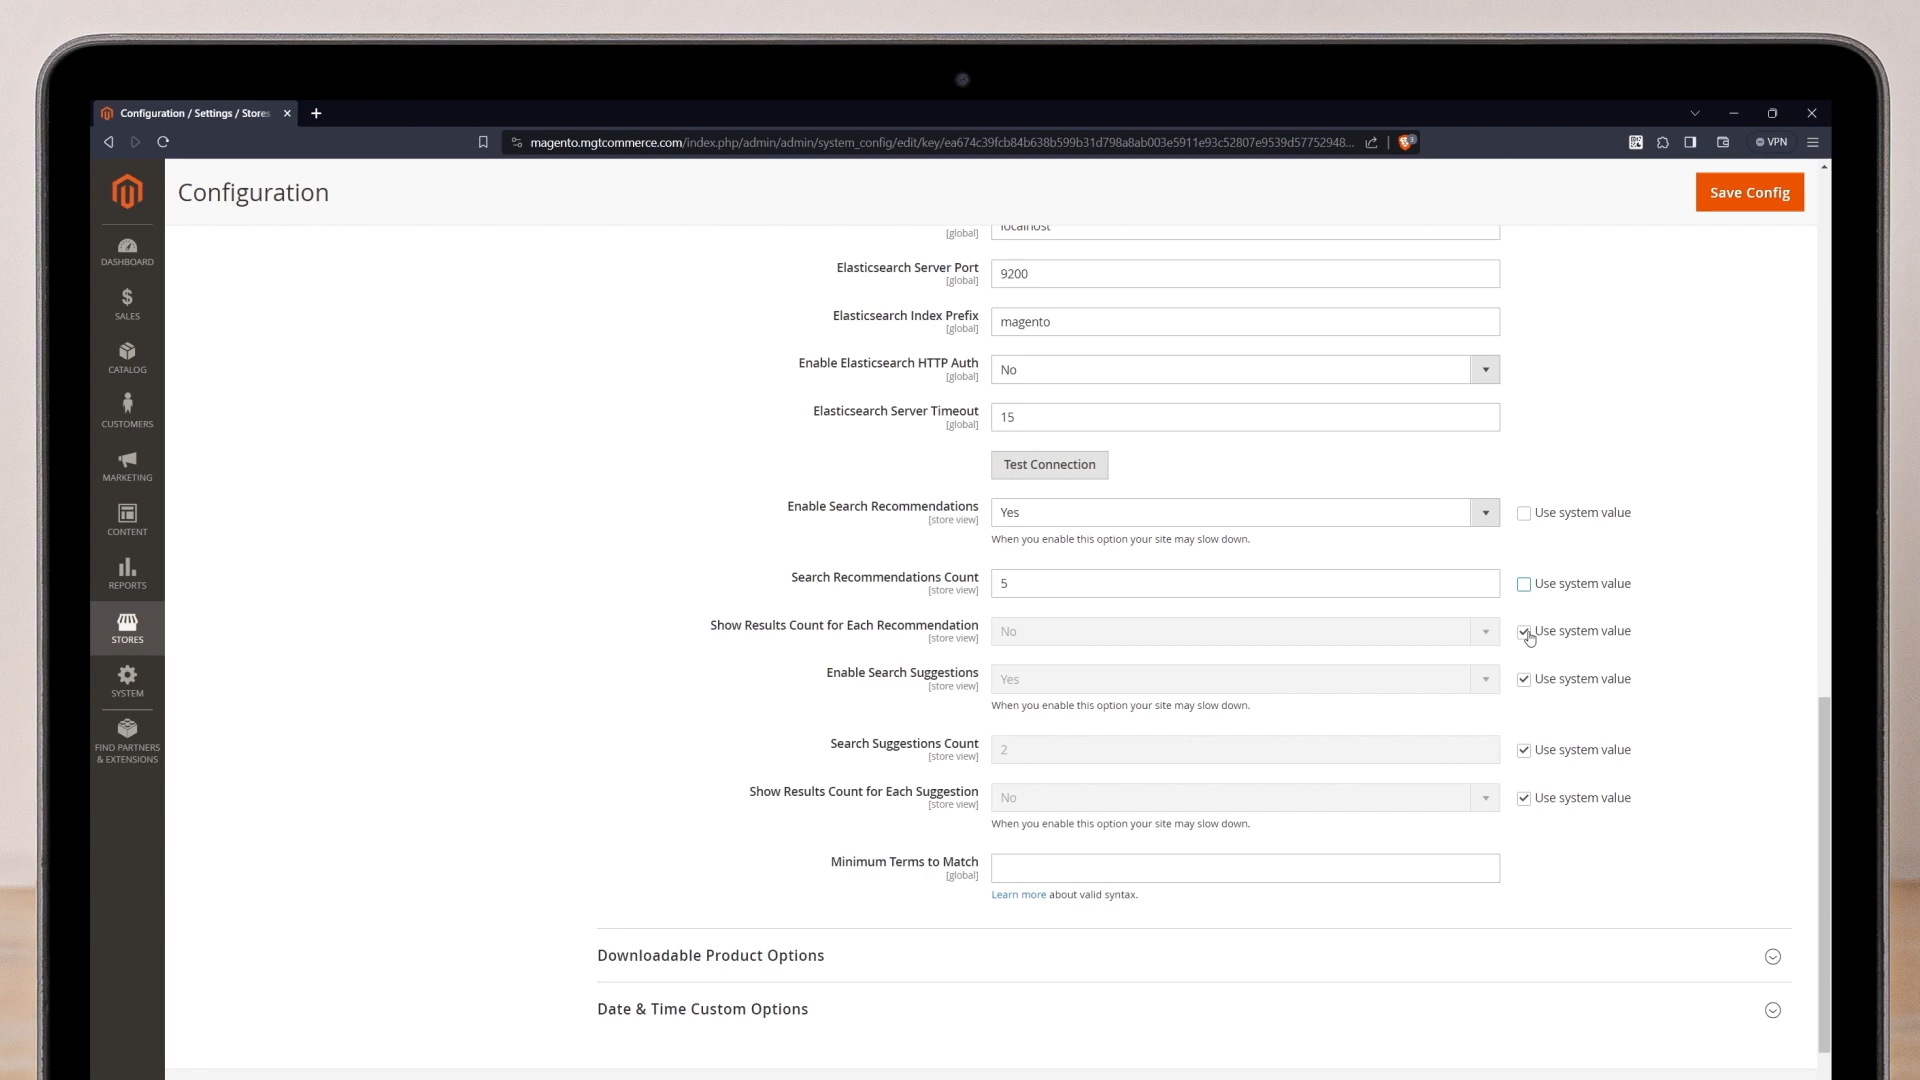 Configuration / Settings / Stores
magento.mgtcommerce.com/index.php/admin/admin/system_config/edit/key/ea674c39fcb84b638b599b31d798a8ab003e5911e93c52807e9539d57752948...
VPN
Configuration
Save Config
DASHBOARD
SALES
CATALOG
CUSTOMERS
MARKETING
CONTENT
REPORTS
STORES
SYSTEM
FIND PARTNERS
& EXTENSIONS
[global]
localhost
Elasticsearch Server Port
[global]
9200
Elasticsearch Index Prefix
[global]
magento
Enable Elasticsearch HTTP Auth
[global]
No
Elasticsearch Server Timeout
[global]
15
Test Connection
Enable Search Recommendations
[store view]
Yes
Use system value
When you enable this option your site may slow down.
Search Recommendations Count
[store view]
5
Use system value
Show Results Count for Each Recommendation
[store view]
No
Use system value
Enable Search Suggestions
[store view]
Yes
Use system value
When you enable this option your site may slow down.
Search Suggestions Count
[store view]
2
Use system value
Show Results Count for Each Suggestion
[store view]
No
Use system value
When you enable this option your site may slow down.
Minimum Terms to Match
[global]
Learn more about valid syntax.
Downloadable Product Options
Date & Time Custom Options